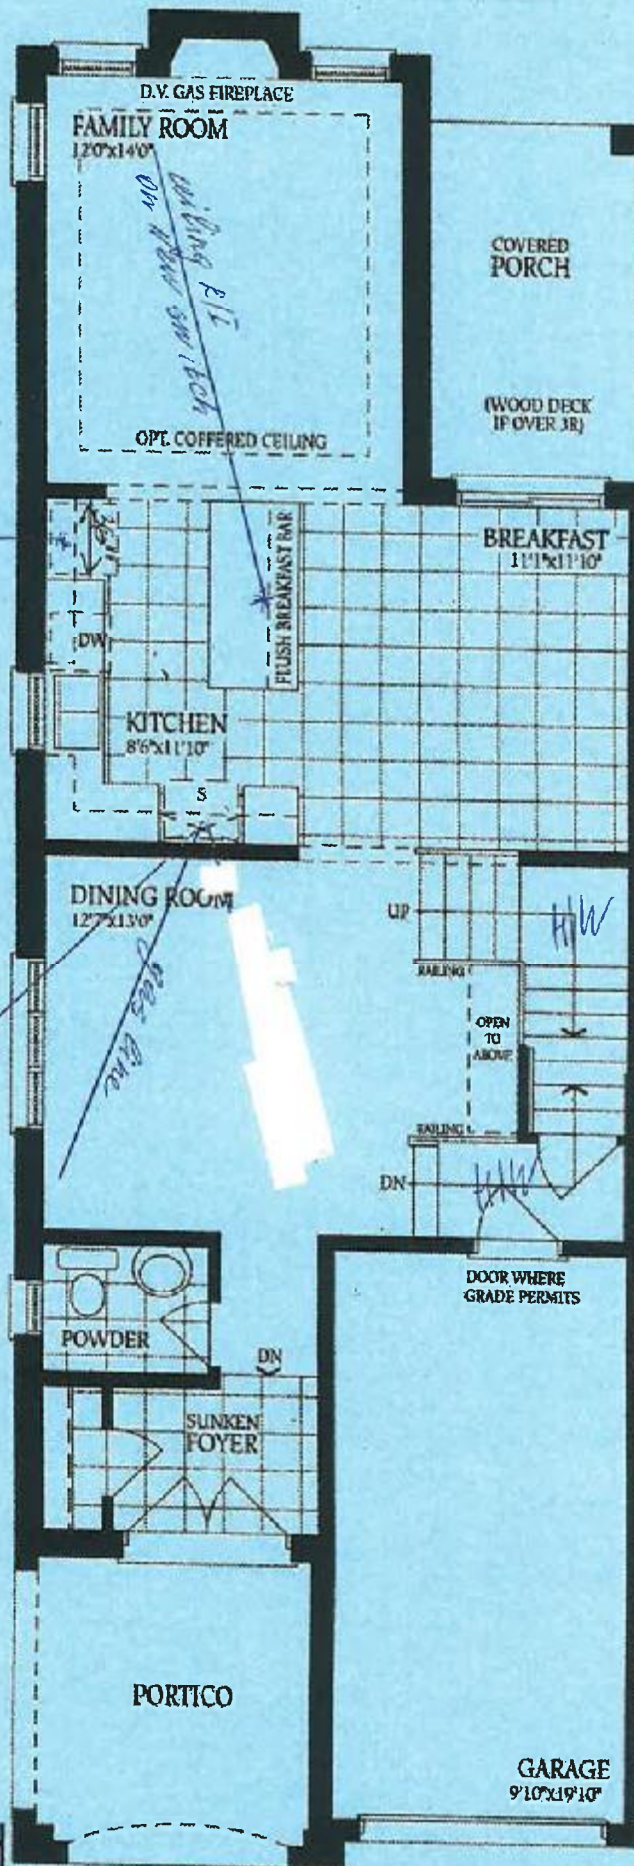 D.V. GAS FIREPLACE
FAMILY ROOM
12'0"x14'0"
ceiling R/I
on new switch
OPT. COFFERED CEILING
COVERED
PORCH
(WOOD DECK
IF OVER 3R)
BREAKFAST
11'1"x11'10"
FLUSH BREAKFAST BAR
DW
KITCHEN
8'6"x11'10"
S
DINING ROOM
12'7"x13'0"
gas line
UP
H/W
RAILING
OPEN
TO
ABOVE
RAILING
DN
H/W
DOOR WHERE
GRADE PERMITS
POWDER
DN
SUNKEN
FOYER
PORTICO
GARAGE
9'10"x19'10"